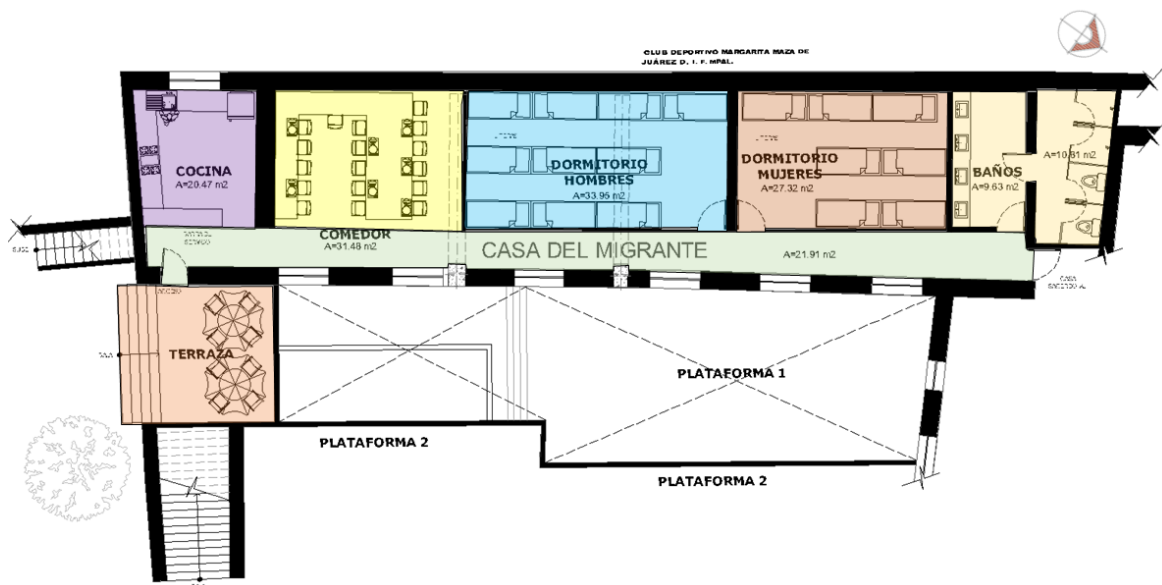 CLUB DEPORTIVO MARGARITA MAZA DE
JUÁREZ D. I. F. MPAL.
COCINA
A=20.47 m2
COMEDOR
A=31.48 m2
DORMITORIO
HOMBRES
A=33.95 m2
DORMITORIO
MUJERES
A=27.32 m2
BAÑOS
A=9.63 m2
A=10.81 m2
CASA DEL MIGRANTE
A=21.91 m2
TERRAZA
PLATAFORMA 1
PLATAFORMA 2
PLATAFORMA 2